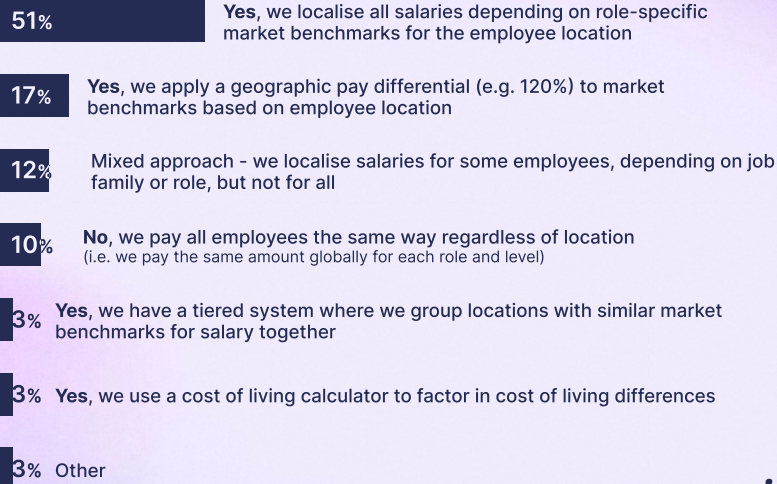 51%
Yes, we localise all salaries depending on role-specific
market benchmarks for the employee location
17%
Yes, we apply a geographic pay differential (e.g. 120%) to market
benchmarks based on employee location
12%
Mixed approach - we localise salaries for some employees, depending on job
family or role, but not for all
10%
No, we pay all employees the same way regardless of location
(i.e. we pay the same amount globally for each role and level)
3%
Yes, we have a tiered system where we group locations with similar market
benchmarks for salary together
3%
Yes, we use a cost of living calculator to factor in cost of living differences
3%
Other